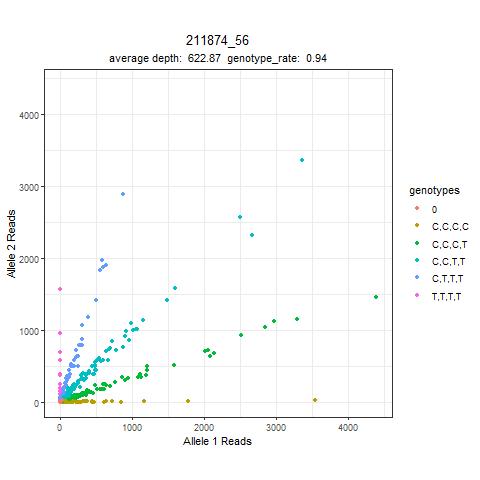 211874_56
average depth:  622.87  genotype_rate:  0.94
Allele 2 Reads
4000
3000
2000
1000
0
0 1000 2000 3000 4000
Allele 1 Reads
genotypes
0
C,C,C,C
C,C,C,T
C,C,T,T
C,T,T,T
T,T,T,T